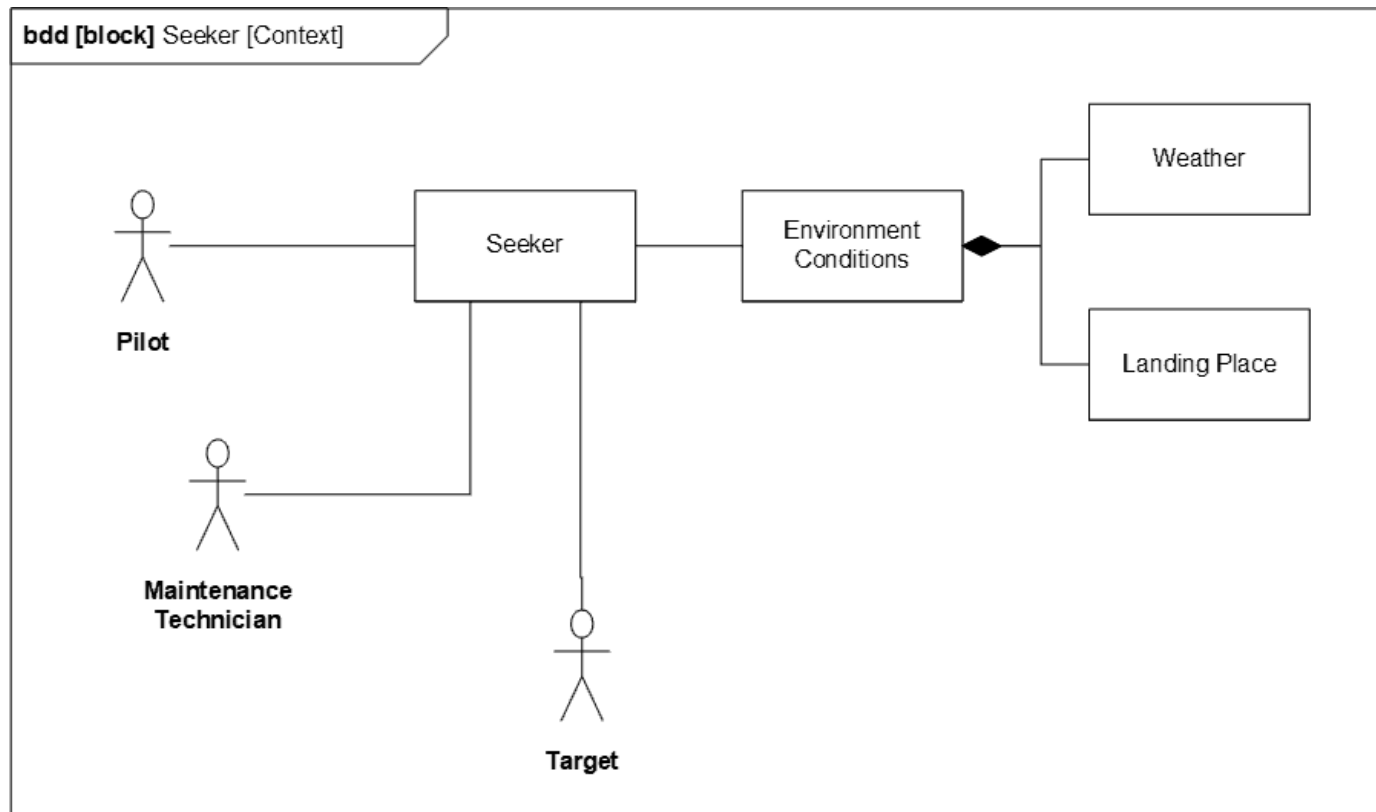 bdd [block] Seeker [Context]
Weather
Seeker
Environment
Conditions
Pilot
Landing Place
Maintenance
Technician
Target